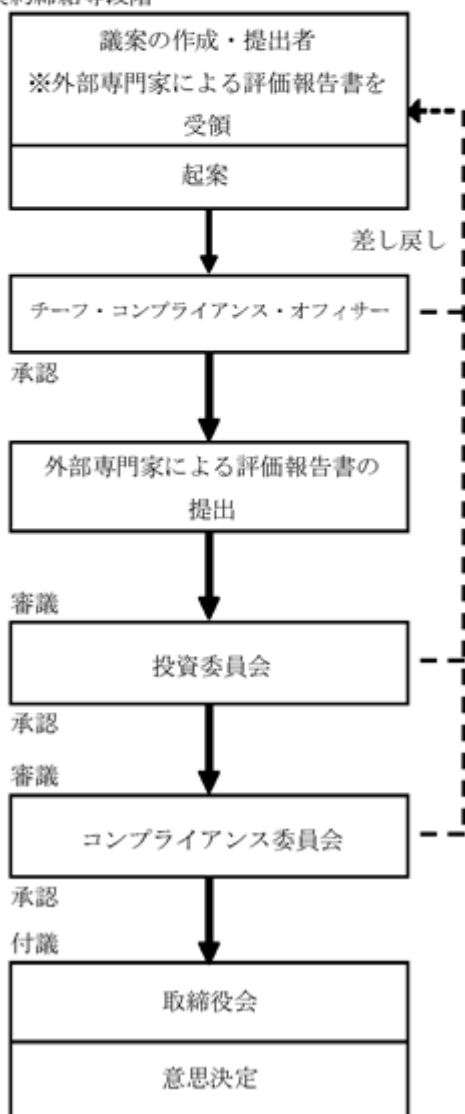 議案の作成・提出者
※外部専門家による評価報告書を
受領
起案
差し戻し
チーフ・コンプライアンス・オフィサー
承認
外部専門家による評価報告書の
提出
審議
投資委員会
承認
審議
コンプライアンス委員会
承認
付議
取締役会
意思決定